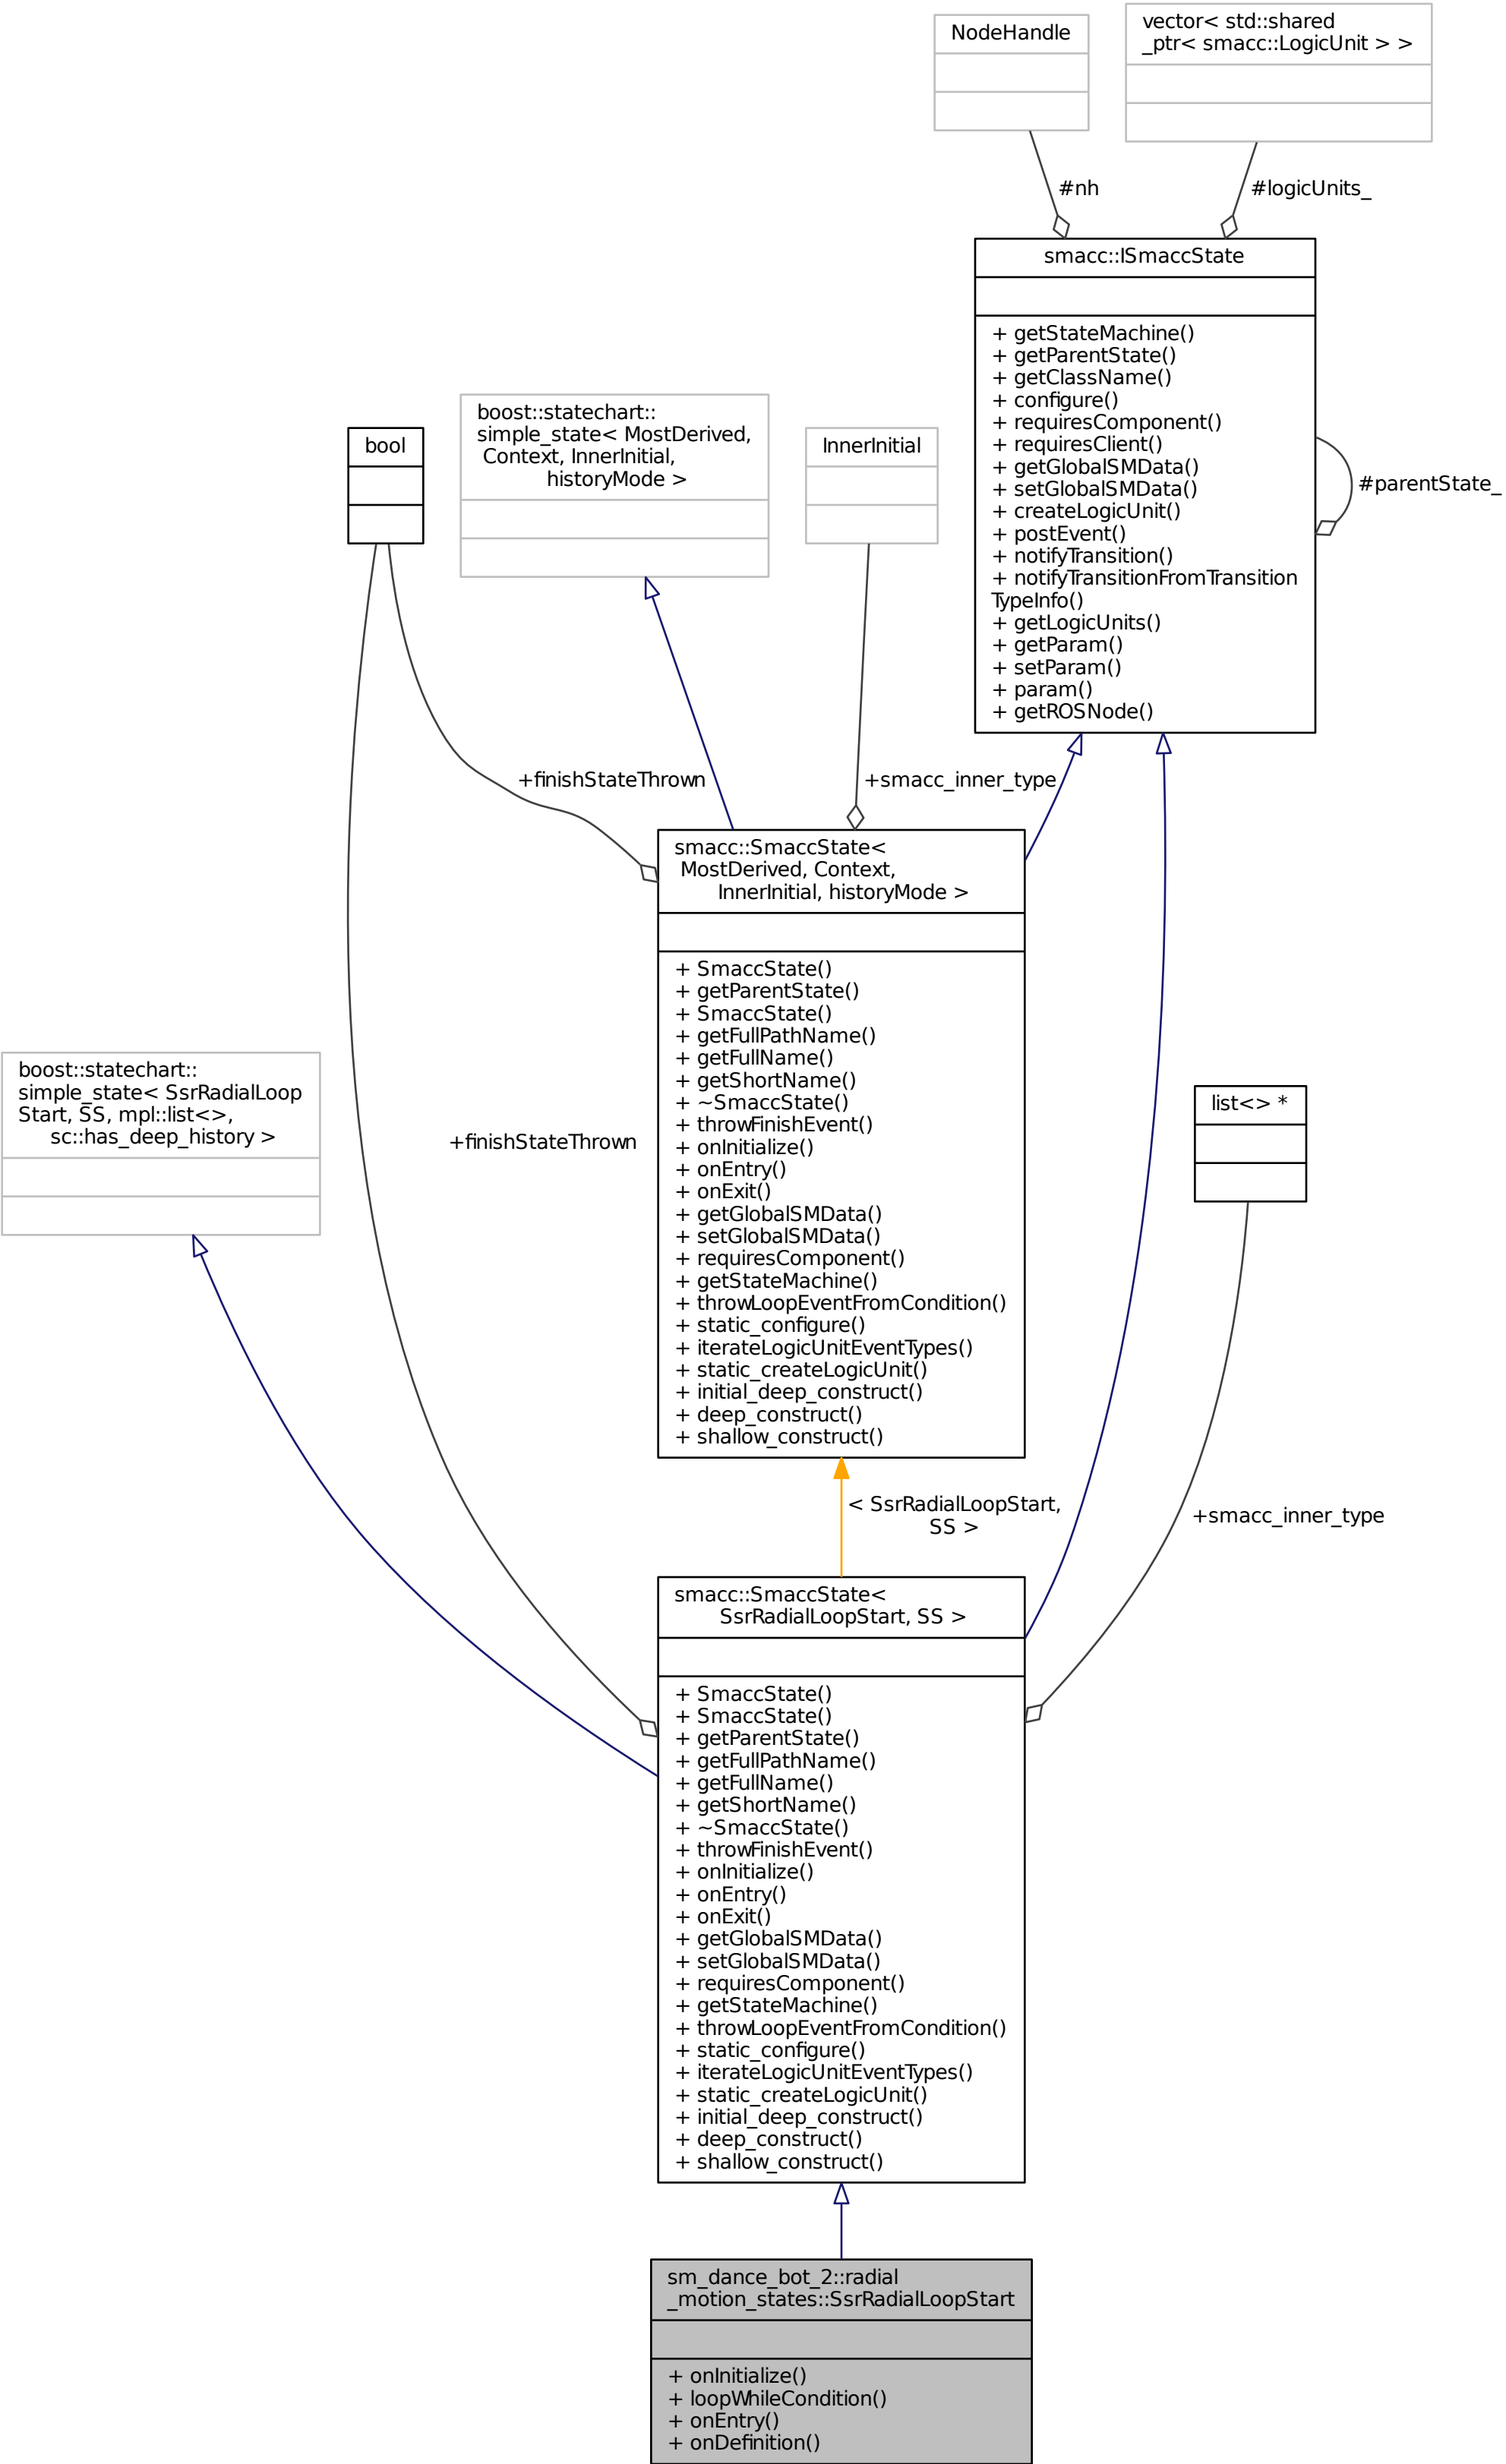 NodeHandle
vector< std::shared
_ptr< smacc::LogicUnit > >
#nh
#logicUnits_
smacc::ISmaccState
+ getStateMachine()
+ getParentState()
+ getClassName()
+ configure()
+ requiresComponent()
+ requiresClient()
+ getGlobalSMData()
+ setGlobalSMData()
+ createLogicUnit()
+ postEvent()
+ notifyTransition()
+ notifyTransitionFromTransition
TypeInfo()
+ getLogicUnits()
+ getParam()
+ setParam()
+ param()
+ getROSNode()
#parentState_
bool
boost::statechart::
simple_state< MostDerived,
Context, InnerInitial,
historyMode >
InnerInitial
+finishStateThrown
+smacc_inner_type
smacc::SmaccState<
MostDerived, Context,
InnerInitial, historyMode >
+ SmaccState()
+ getParentState()
+ SmaccState()
+ getFullPathName()
+ getFullName()
+ getShortName()
+ ~SmaccState()
+ throwFinishEvent()
+ onInitialize()
+ onEntry()
+ onExit()
+ getGlobalSMData()
+ setGlobalSMData()
+ requiresComponent()
+ getStateMachine()
+ throwLoopEventFromCondition()
+ static_configure()
+ iterateLogicUnitEventTypes()
+ static_createLogicUnit()
+ initial_deep_construct()
+ deep_construct()
+ shallow_construct()
boost::statechart::
simple_state< SsrRadialLoop
Start, SS, mpl::list<>,
sc::has_deep_history >
+finishStateThrown
list<> *
< SsrRadialLoopStart,
SS >
+smacc_inner_type
smacc::SmaccState<
SsrRadialLoopStart, SS >
+ SmaccState()
+ SmaccState()
+ getParentState()
+ getFullPathName()
+ getFullName()
+ getShortName()
+ ~SmaccState()
+ throwFinishEvent()
+ onInitialize()
+ onEntry()
+ onExit()
+ getGlobalSMData()
+ setGlobalSMData()
+ requiresComponent()
+ getStateMachine()
+ throwLoopEventFromCondition()
+ static_configure()
+ iterateLogicUnitEventTypes()
+ static_createLogicUnit()
+ initial_deep_construct()
+ deep_construct()
+ shallow_construct()
sm_dance_bot_2::radial
_motion_states::SsrRadialLoopStart
+ onInitialize()
+ loopWhileCondition()
+ onEntry()
+ onDefinition()